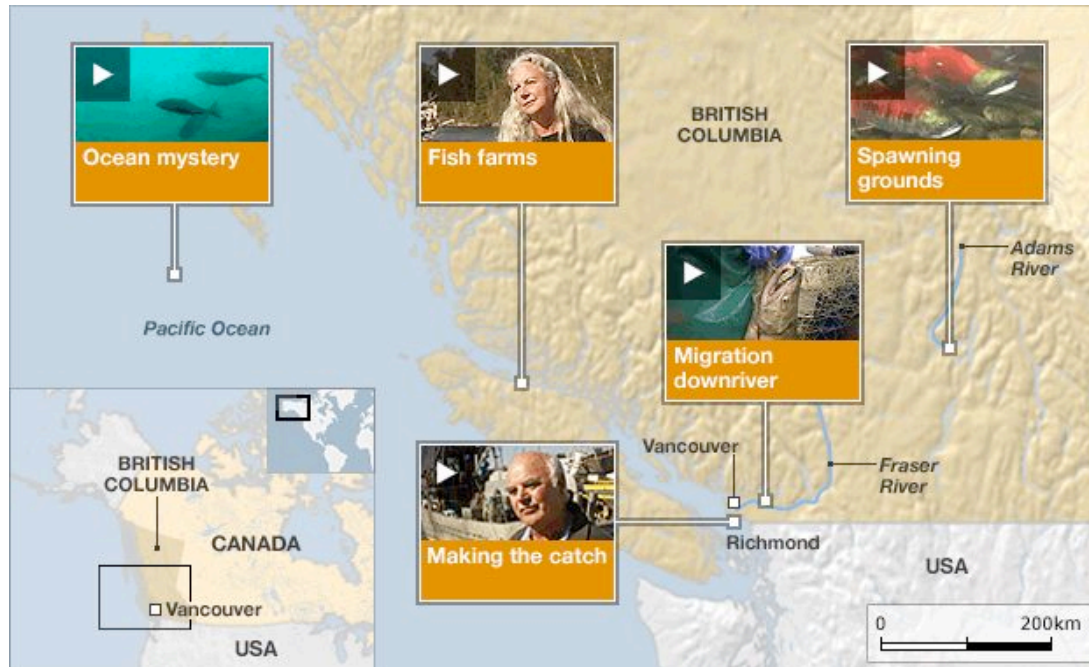 Ocean mystery
Fish farms
Spawning
grounds
BRITISH
COLUMBIA
Adams
River
Pacific Ocean
Migration
downriver
Vancouver
Fraser
River
Making the catch
Richmond
USA
0 200km
BRITISH
COLUMBIA
CANADA
Vancouver
USA